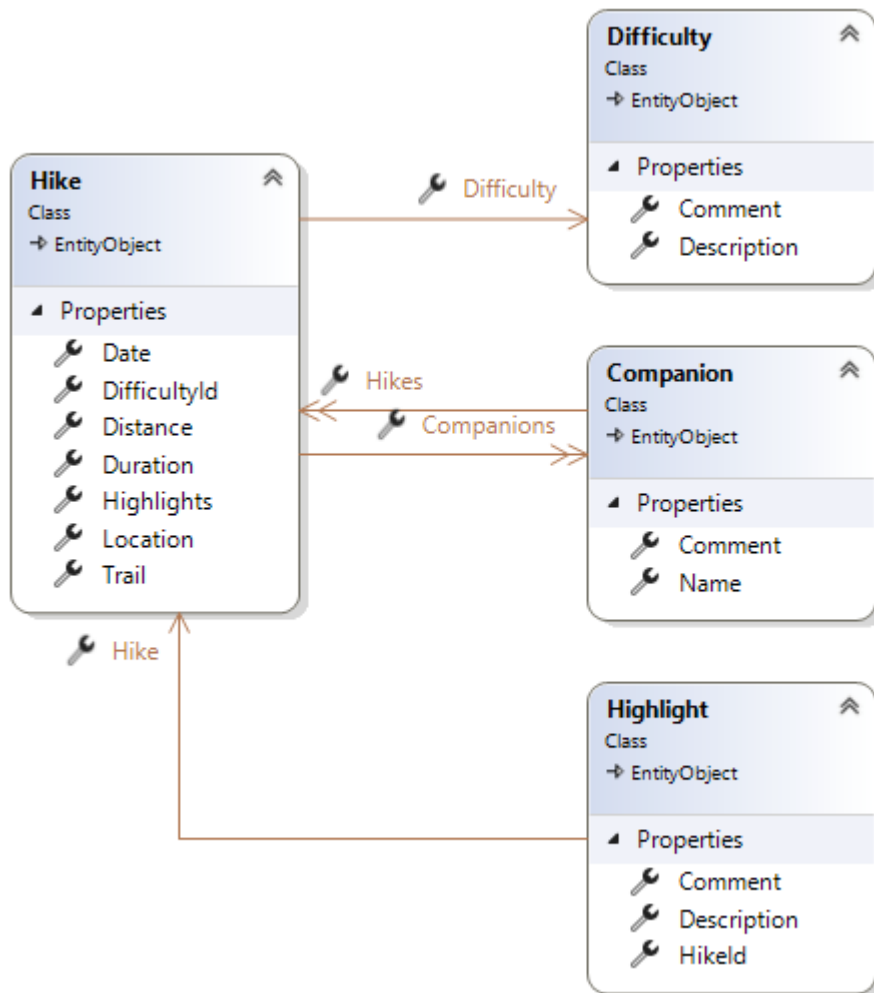 Difficulty
Class
EntityObject
Properties
Comment
Description
Hike
Class
EntityObject
Properties
Date
DifficultyId
Distance
Duration
Highlights
Location
Trail
Difficulty
Hikes
Companions
Hike
Companion
Class
EntityObject
Properties
Comment
Name
Highlight
Class
EntityObject
Properties
Comment
Description
HikeId